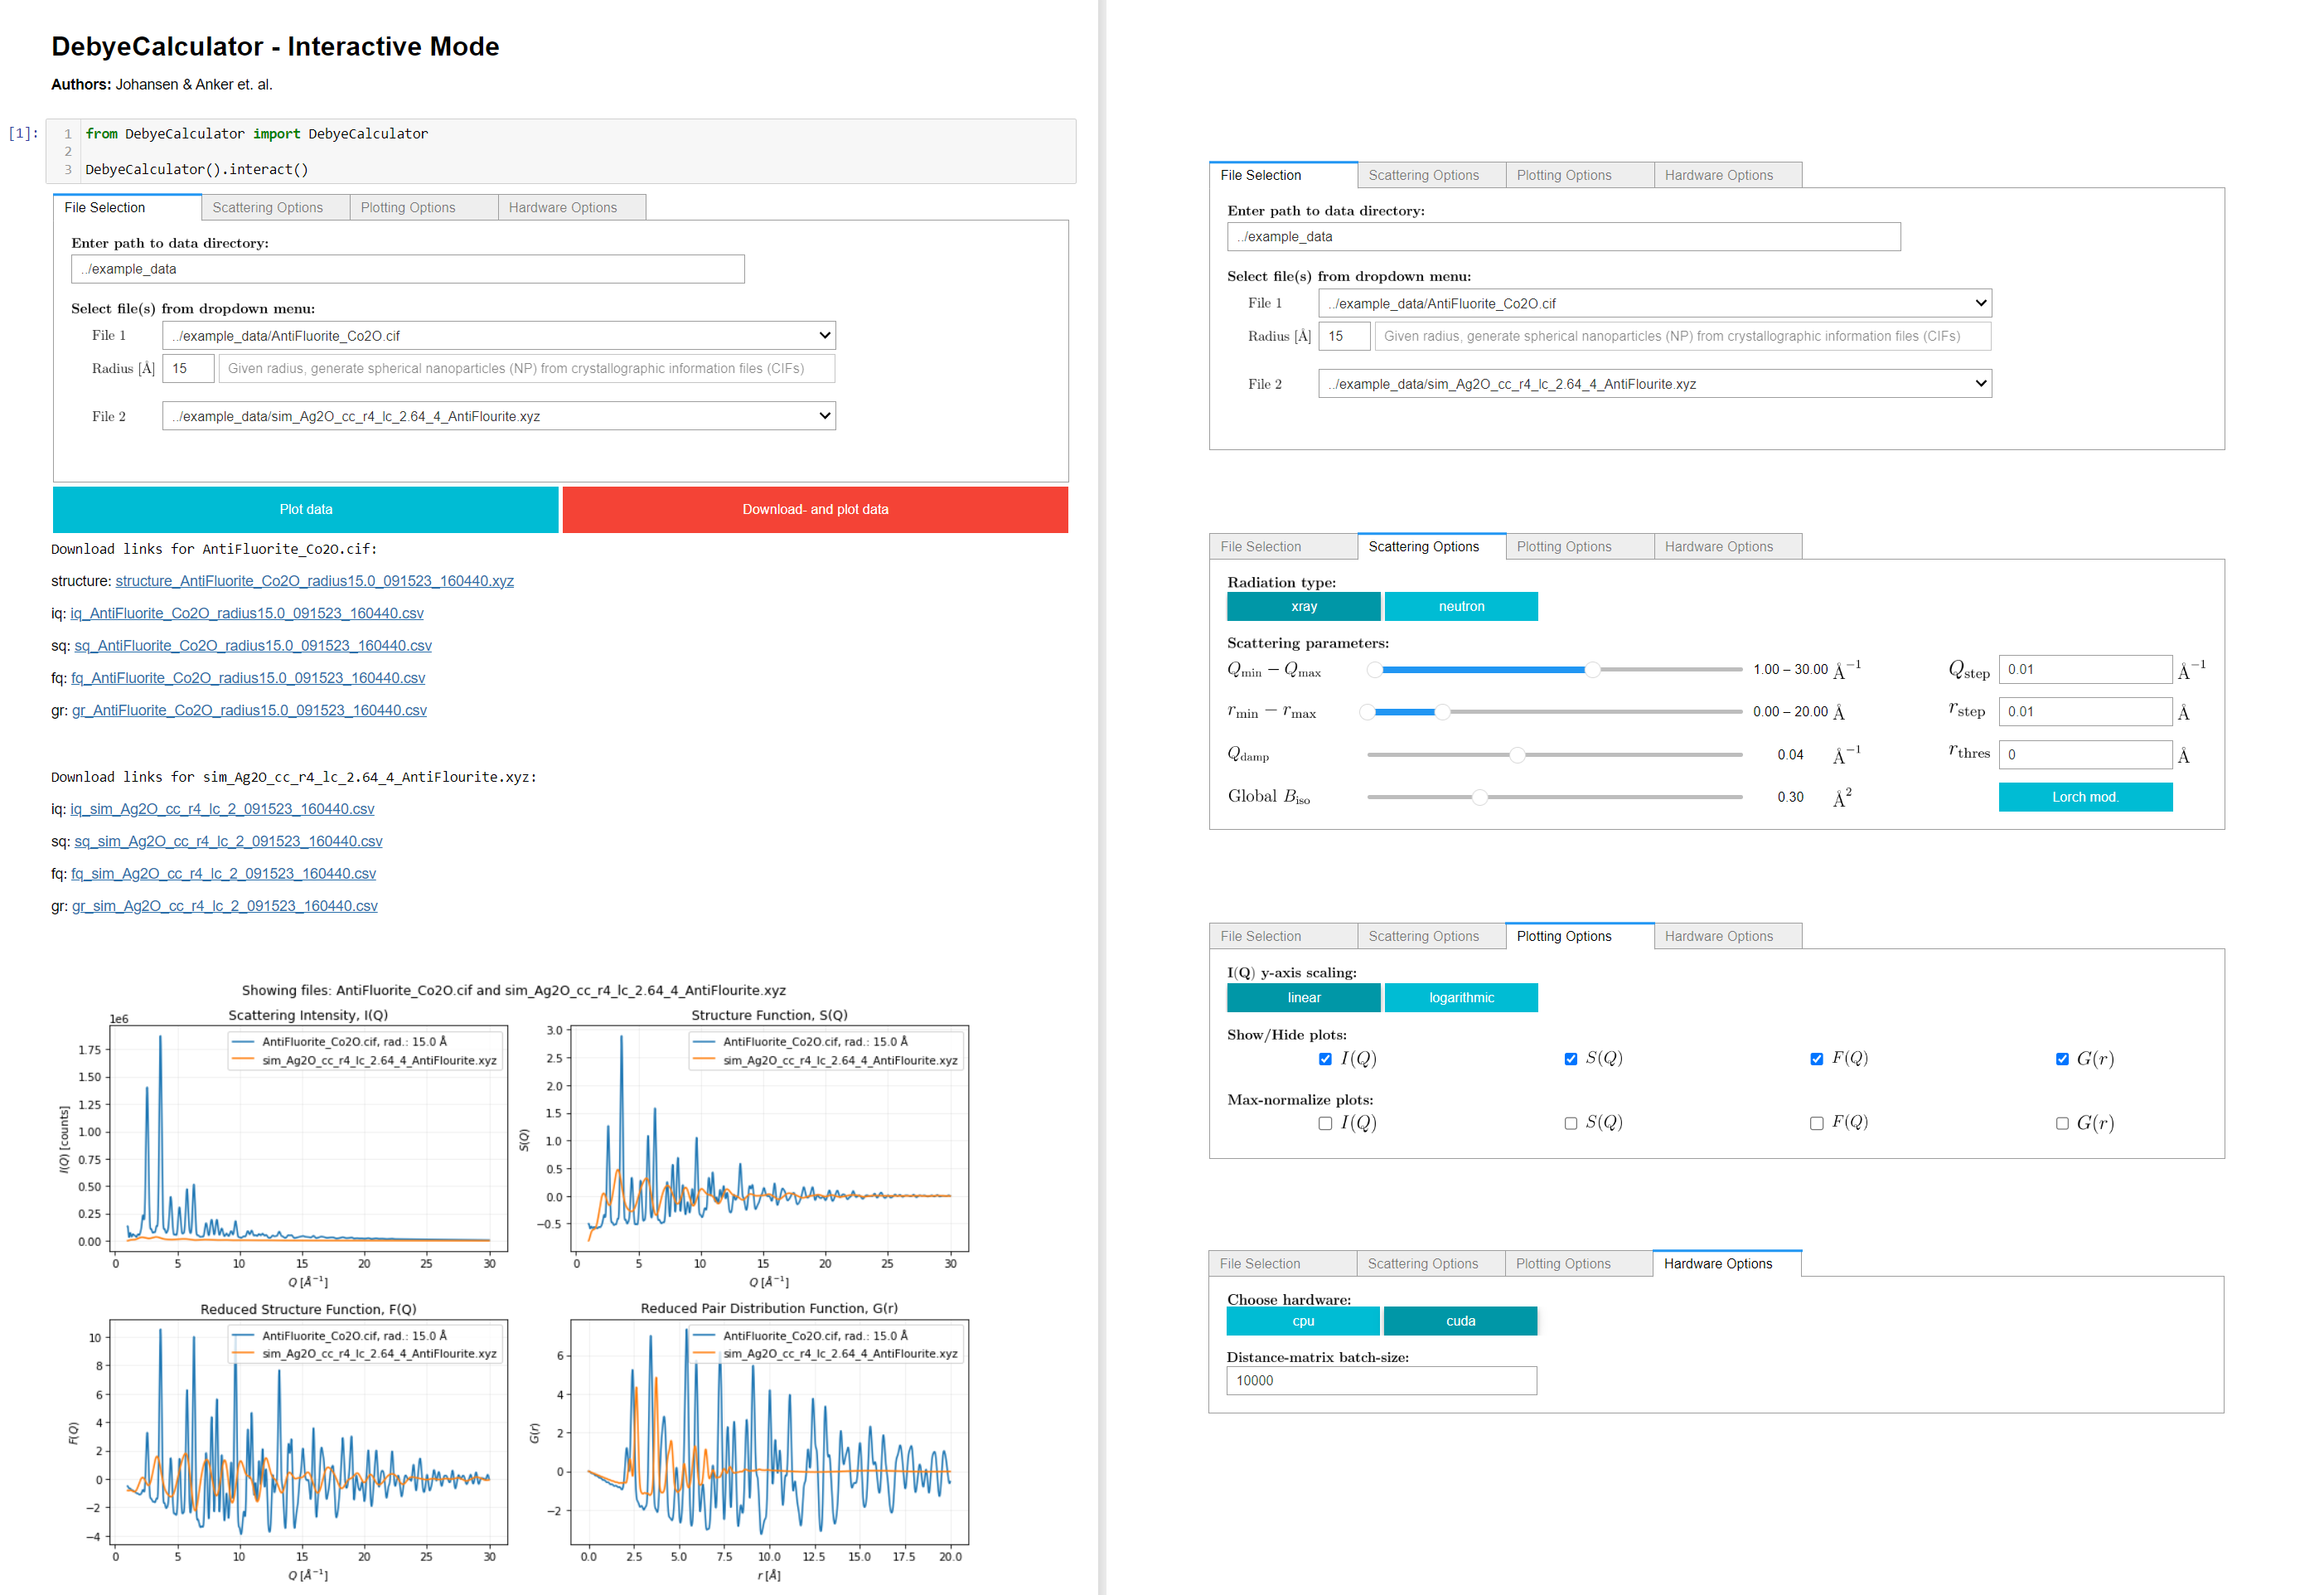 DebyeCalculator - Interactive Mode
Authors: Johansen & Anker et. al.
[1]:
1 from DebyeCalculator import DebyeCalculator
2
3 DebyeCalculator().interact()
File Selection Scattering Options Plotting Options Hardware Options
Enter path to data directory:
../example_data
Select file(s) from dropdown menu:
File 1 ../example_data/AntiFluorite_Co2O.cif
Radius [Å] 15 Given radius, generate spherical nanoparticles (NP) from crystallographic information files (CIFs)
File 2 ../example_data/sim_Ag2O_cc_r4_lc_2.64_4_AntiFlourite.xyz
Plot data Download- and plot data
Download links for AntiFluorite_Co2O.cif:
structure: structure_AntiFluorite_Co2O_radius15.0_091523_160440.xyz
iq: iq_AntiFluorite_Co2O_radius15.0_091523_160440.csv
sq: sq_AntiFluorite_Co2O_radius15.0_091523_160440.csv
fq: fq_AntiFluorite_Co2O_radius15.0_091523_160440.csv
gr: gr_AntiFluorite_Co2O_radius15.0_091523_160440.csv
Download links for sim_Ag2O_cc_r4_lc_2.64_4_AntiFlourite.xyz:
iq: iq_sim_Ag2O_cc_r4_lc_2_091523_160440.csv
sq: sq_sim_Ag2O_cc_r4_lc_2_091523_160440.csv
fq: fq_sim_Ag2O_cc_r4_lc_2_091523_160440.csv
gr: gr_sim_Ag2O_cc_r4_lc_2_091523_160440.csv
Showing files: AntiFluorite_Co2O.cif and sim_Ag2O_cc_r4_lc_2.64_4_AntiFlourite.xyz
Scattering Intensity, I(Q)
1e6
AntiFluorite_Co2O.cif, rad.: 15.0 Å
sim_Ag2O_cc_r4_lc_2.64_4_AntiFlourite.xyz
I(Q) [counts]
1.75
1.50
1.25
1.00
0.75
0.50
0.25
0.00
0 5 10 15 20 25 30
Q [Å⁻¹]
Structure Function, S(Q)
AntiFluorite_Co2O.cif, rad.: 15.0 Å
sim_Ag2O_cc_r4_lc_2.64_4_AntiFlourite.xyz
S(Q)
3.0
2.5
2.0
1.5
1.0
0.5
0.0
−0.5
0 5 10 15 20 25 30
Q [Å⁻¹]
Reduced Structure Function, F(Q)
AntiFluorite_Co2O.cif, rad.: 15.0 Å
sim_Ag2O_cc_r4_lc_2.64_4_AntiFlourite.xyz
F(Q)
10
8
6
4
2
0
−2
−4
0 5 10 15 20 25 30
Q [Å⁻¹]
Reduced Pair Distribution Function, G(r)
AntiFluorite_Co2O.cif, rad.: 15.0 Å
sim_Ag2O_cc_r4_lc_2.64_4_AntiFlourite.xyz
G(r)
6
4
2
0
−2
0.0 2.5 5.0 7.5 10.0 12.5 15.0 17.5 20.0
r [Å]
File Selection Scattering Options Plotting Options Hardware Options
Enter path to data directory:
../example_data
Select file(s) from dropdown menu:
File 1 ../example_data/AntiFluorite_Co2O.cif
Radius [Å] 15 Given radius, generate spherical nanoparticles (NP) from crystallographic information files (CIFs)
File 2 ../example_data/sim_Ag2O_cc_r4_lc_2.64_4_AntiFlourite.xyz
File Selection Scattering Options Plotting Options Hardware Options
Radiation type:
xray neutron
Scattering parameters:
Qmin − Qmax 1.00 – 30.00 Å⁻¹ Qstep 0.01 Å⁻¹
rmin − rmax 0.00 – 20.00 Å rstep 0.01 Å
Qdamp 0.04 Å⁻¹ rthres 0 Å
Global Biso 0.30 Å² Lorch mod.
File Selection Scattering Options Plotting Options Hardware Options
I(Q) y-axis scaling:
linear logarithmic
Show/Hide plots:
I(Q) S(Q) F(Q) G(r)
Max-normalize plots:
I(Q) S(Q) F(Q) G(r)
File Selection Scattering Options Plotting Options Hardware Options
Choose hardware:
cpu cuda
Distance-matrix batch-size:
10000